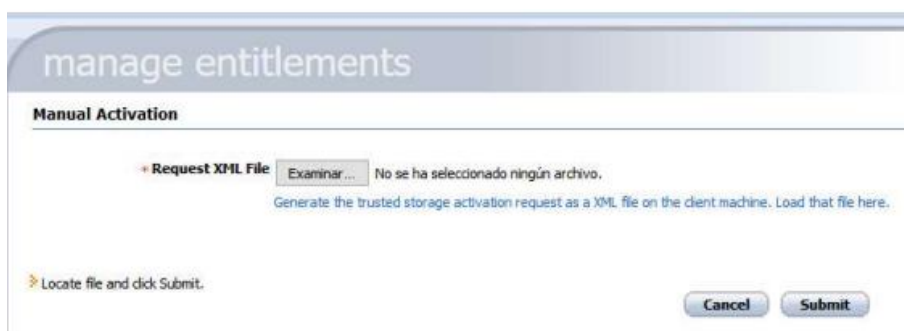 manage entitlements
Manual Activation
+ Request XML File Examinar... No se ha seleccionado ningún archivo.
Generate the trusted storage activation request as a XML file on the client machine. Load that file here.
Locate file and click Submit.
Cancel Submit